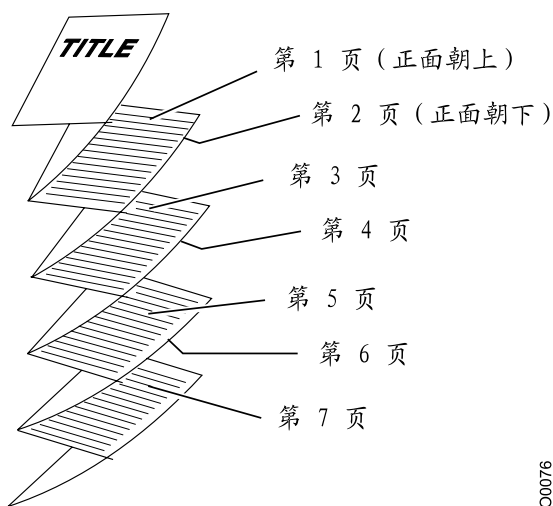 TITLE
第 1 页（正面朝上）
第 2 页（正面朝下）
第 3 页
第 4 页
第 5 页
第 6 页
第 7 页
O0076